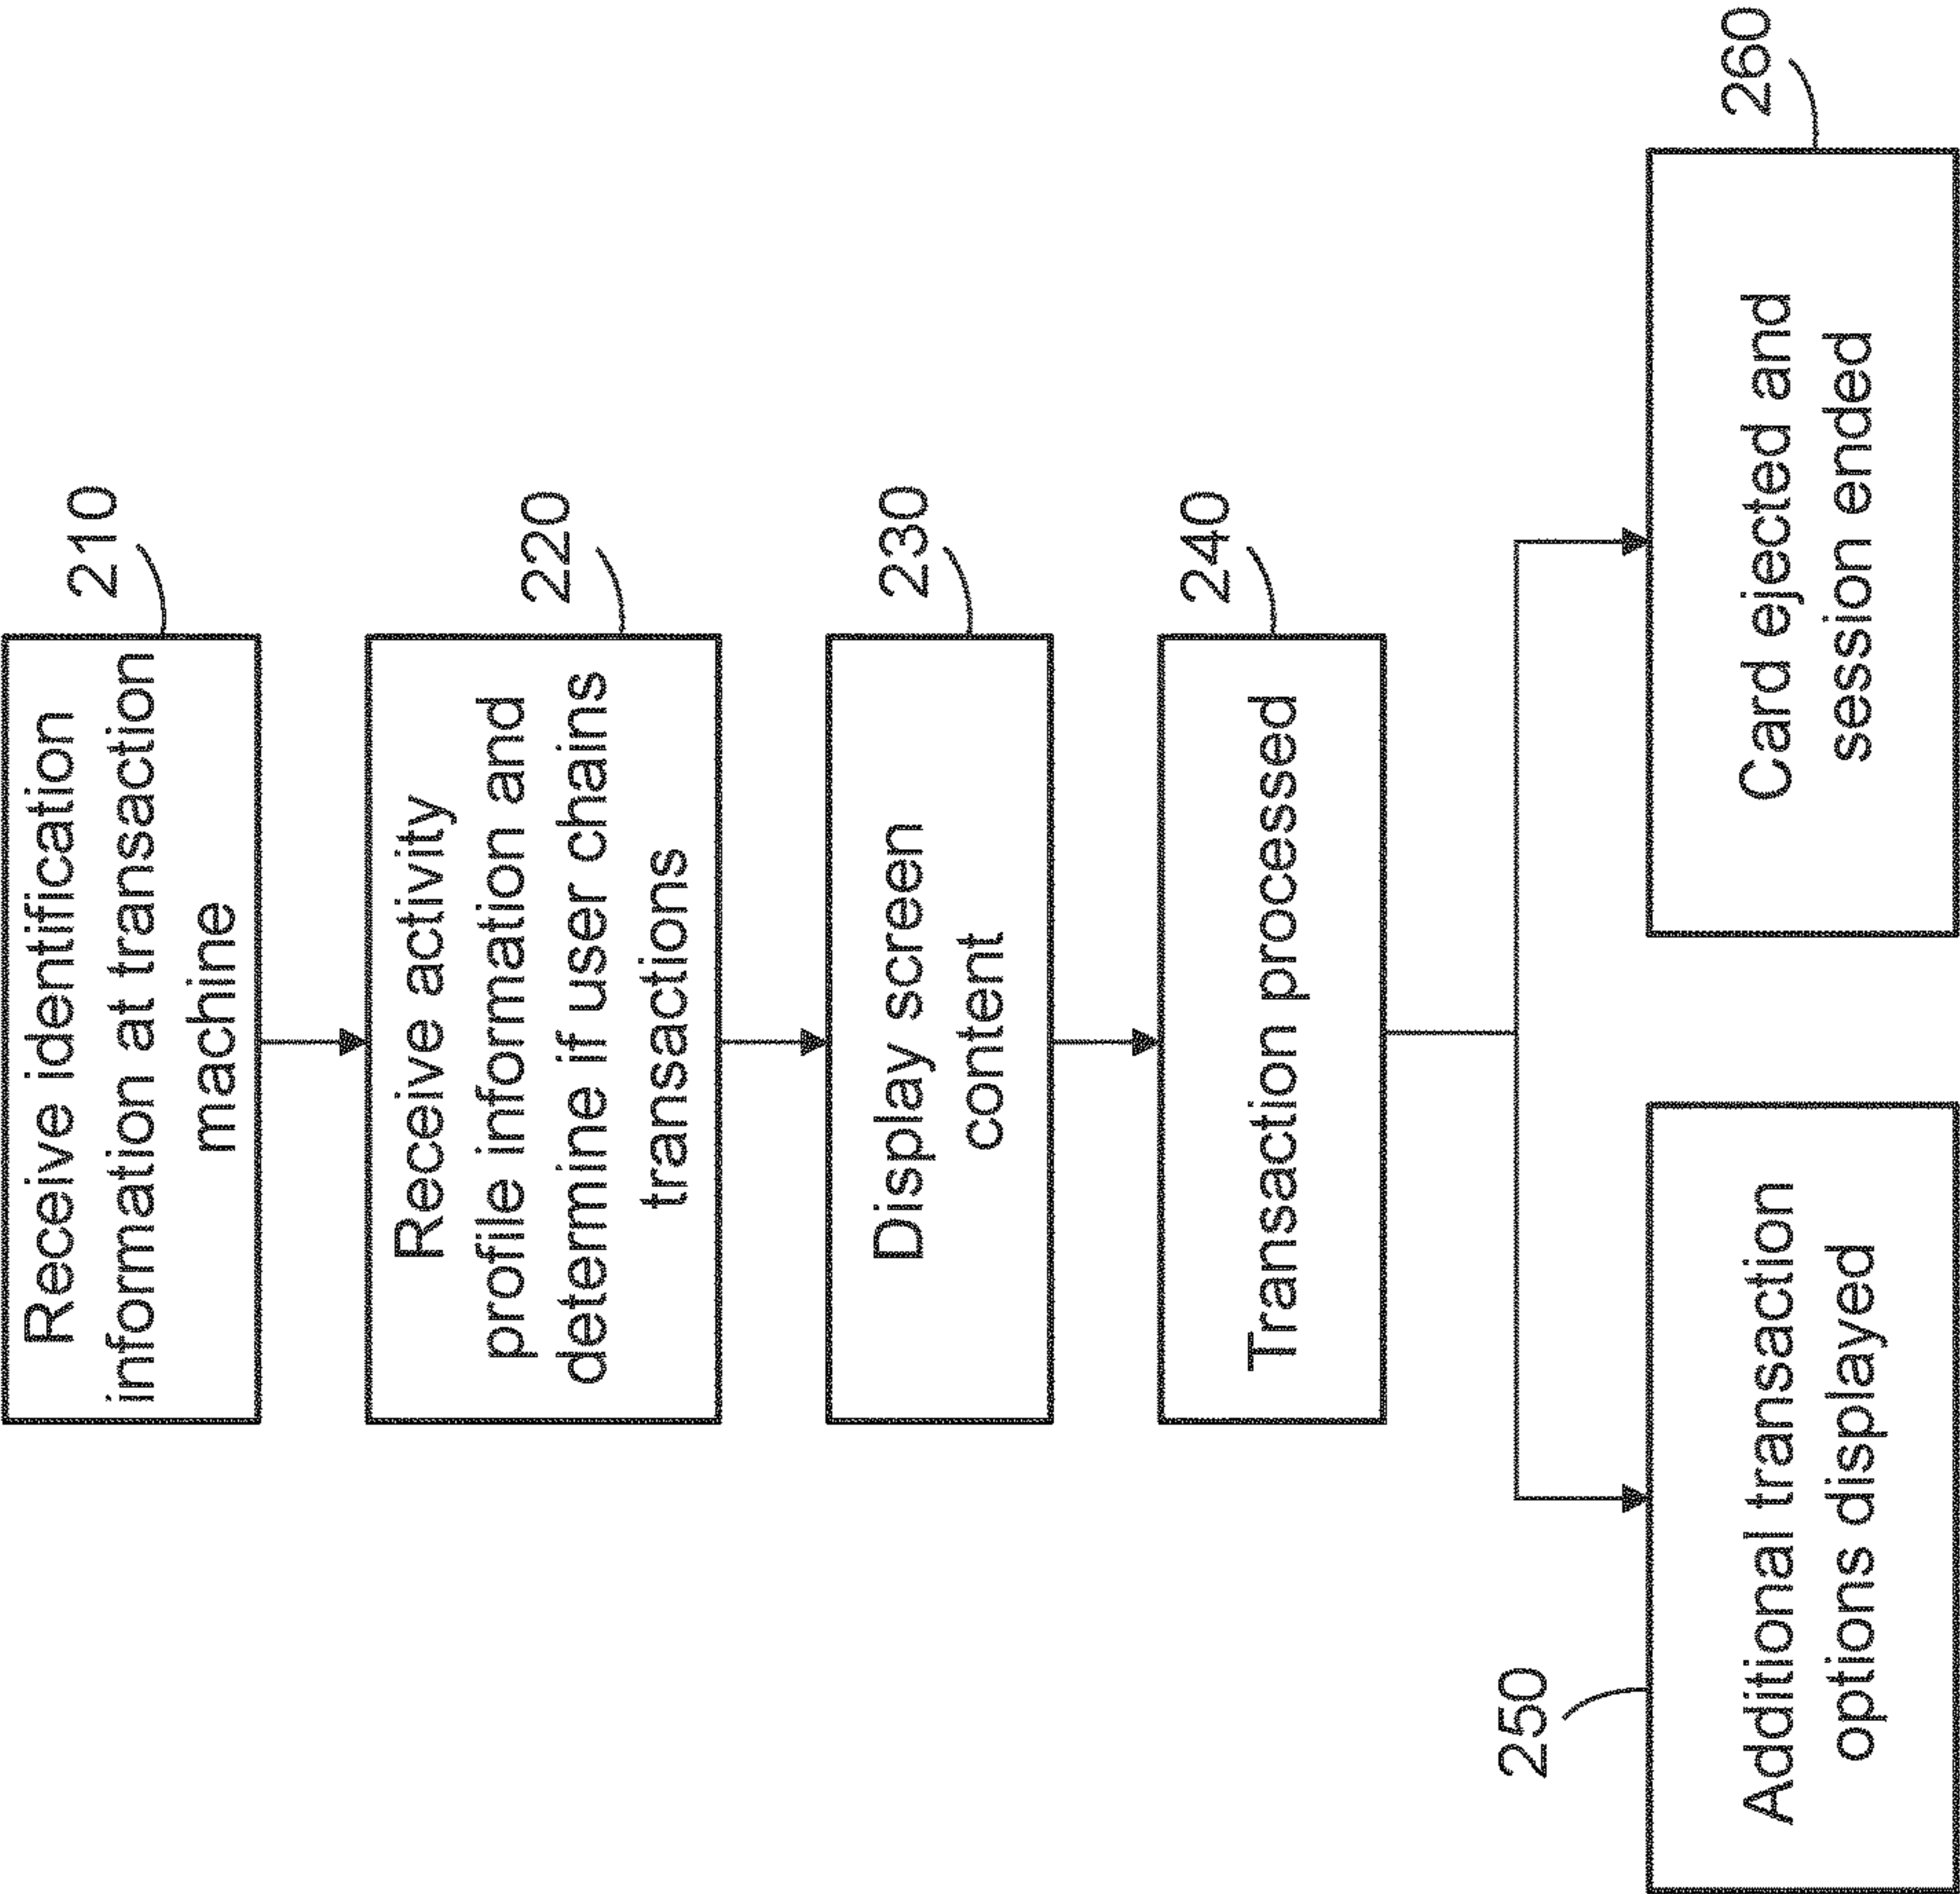 Receive identification
information at transaction
machine
210
Receive activity
profile information and
determine if user chains
transactions
220
Display screen
content
230
Transaction processed
240
250
Additional transaction
options displayed
260
Card ejected and
session ended